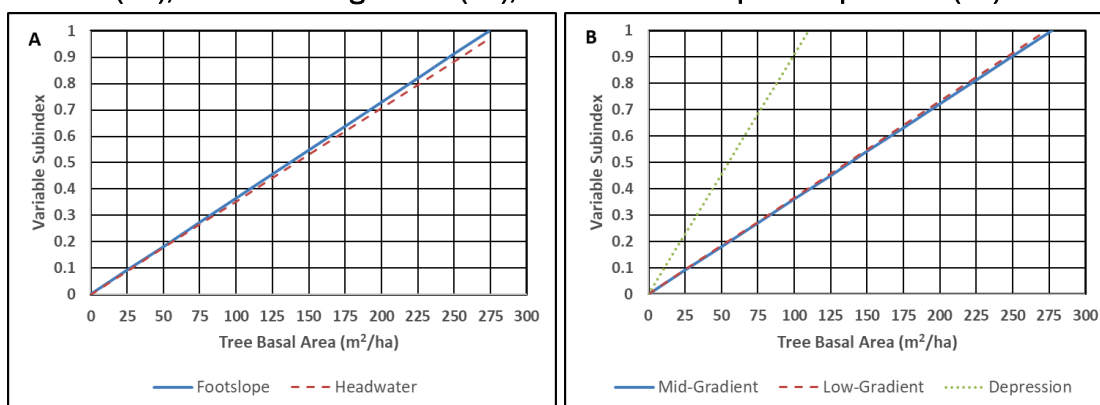 A
Variable Subindex
1
0.9
0.8
0.7
0.6
0.5
0.4
0.3
0.2
0.1
0
0 25 50 75 100 125 150 175 200 225 250 275 300
Tree Basal Area (m²/ha)
Footslope Headwater
B
Variable Subindex
1
0.9
0.8
0.7
0.6
0.5
0.4
0.3
0.2
0.1
0
0 25 50 75 100 125 150 175 200 225 250 275 300
Tree Basal Area (m²/ha)
Mid-Gradient Low-Gradient Depression